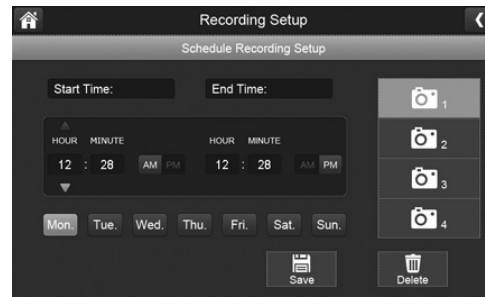 Recording Setup
Schedule Recording Setup
Start Time: End Time:
HOUR MINUTE HOUR MINUTE
12 : 28 AM PM 12 : 28 AM PM
Mon. Tue. Wed. Thu. Fri. Sat. Sun.
1
2
3
4
Save Delete